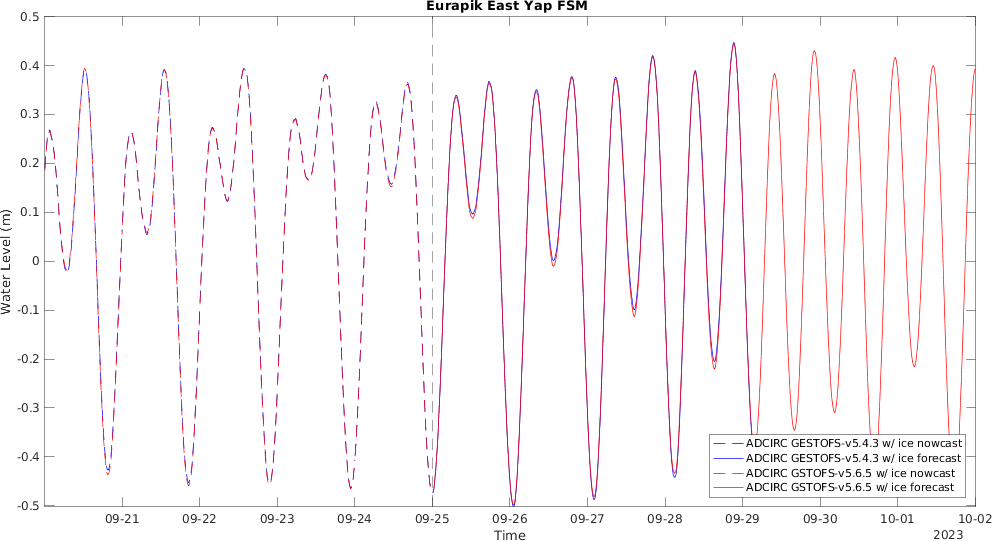 Eurapik East Yap FSM
0.5
0.4
0.3
0.2
0.1
0
-0.1
-0.2
-0.3
-0.4
-0.5
Water Level (m)
ADCIRC GESTOFS-v5.4.3 w/ ice nowcast
ADCIRC GESTOFS-v5.4.3 w/ ice forecast
ADCIRC GSTOFS-v5.6.5 w/ ice nowcast
ADCIRC GSTOFS-v5.6.5 w/ ice forecast
09-21 09-22 09-23 09-24 09-25 09-26 09-27 09-28 09-29 09-30 10-01 10-02
Time
2023